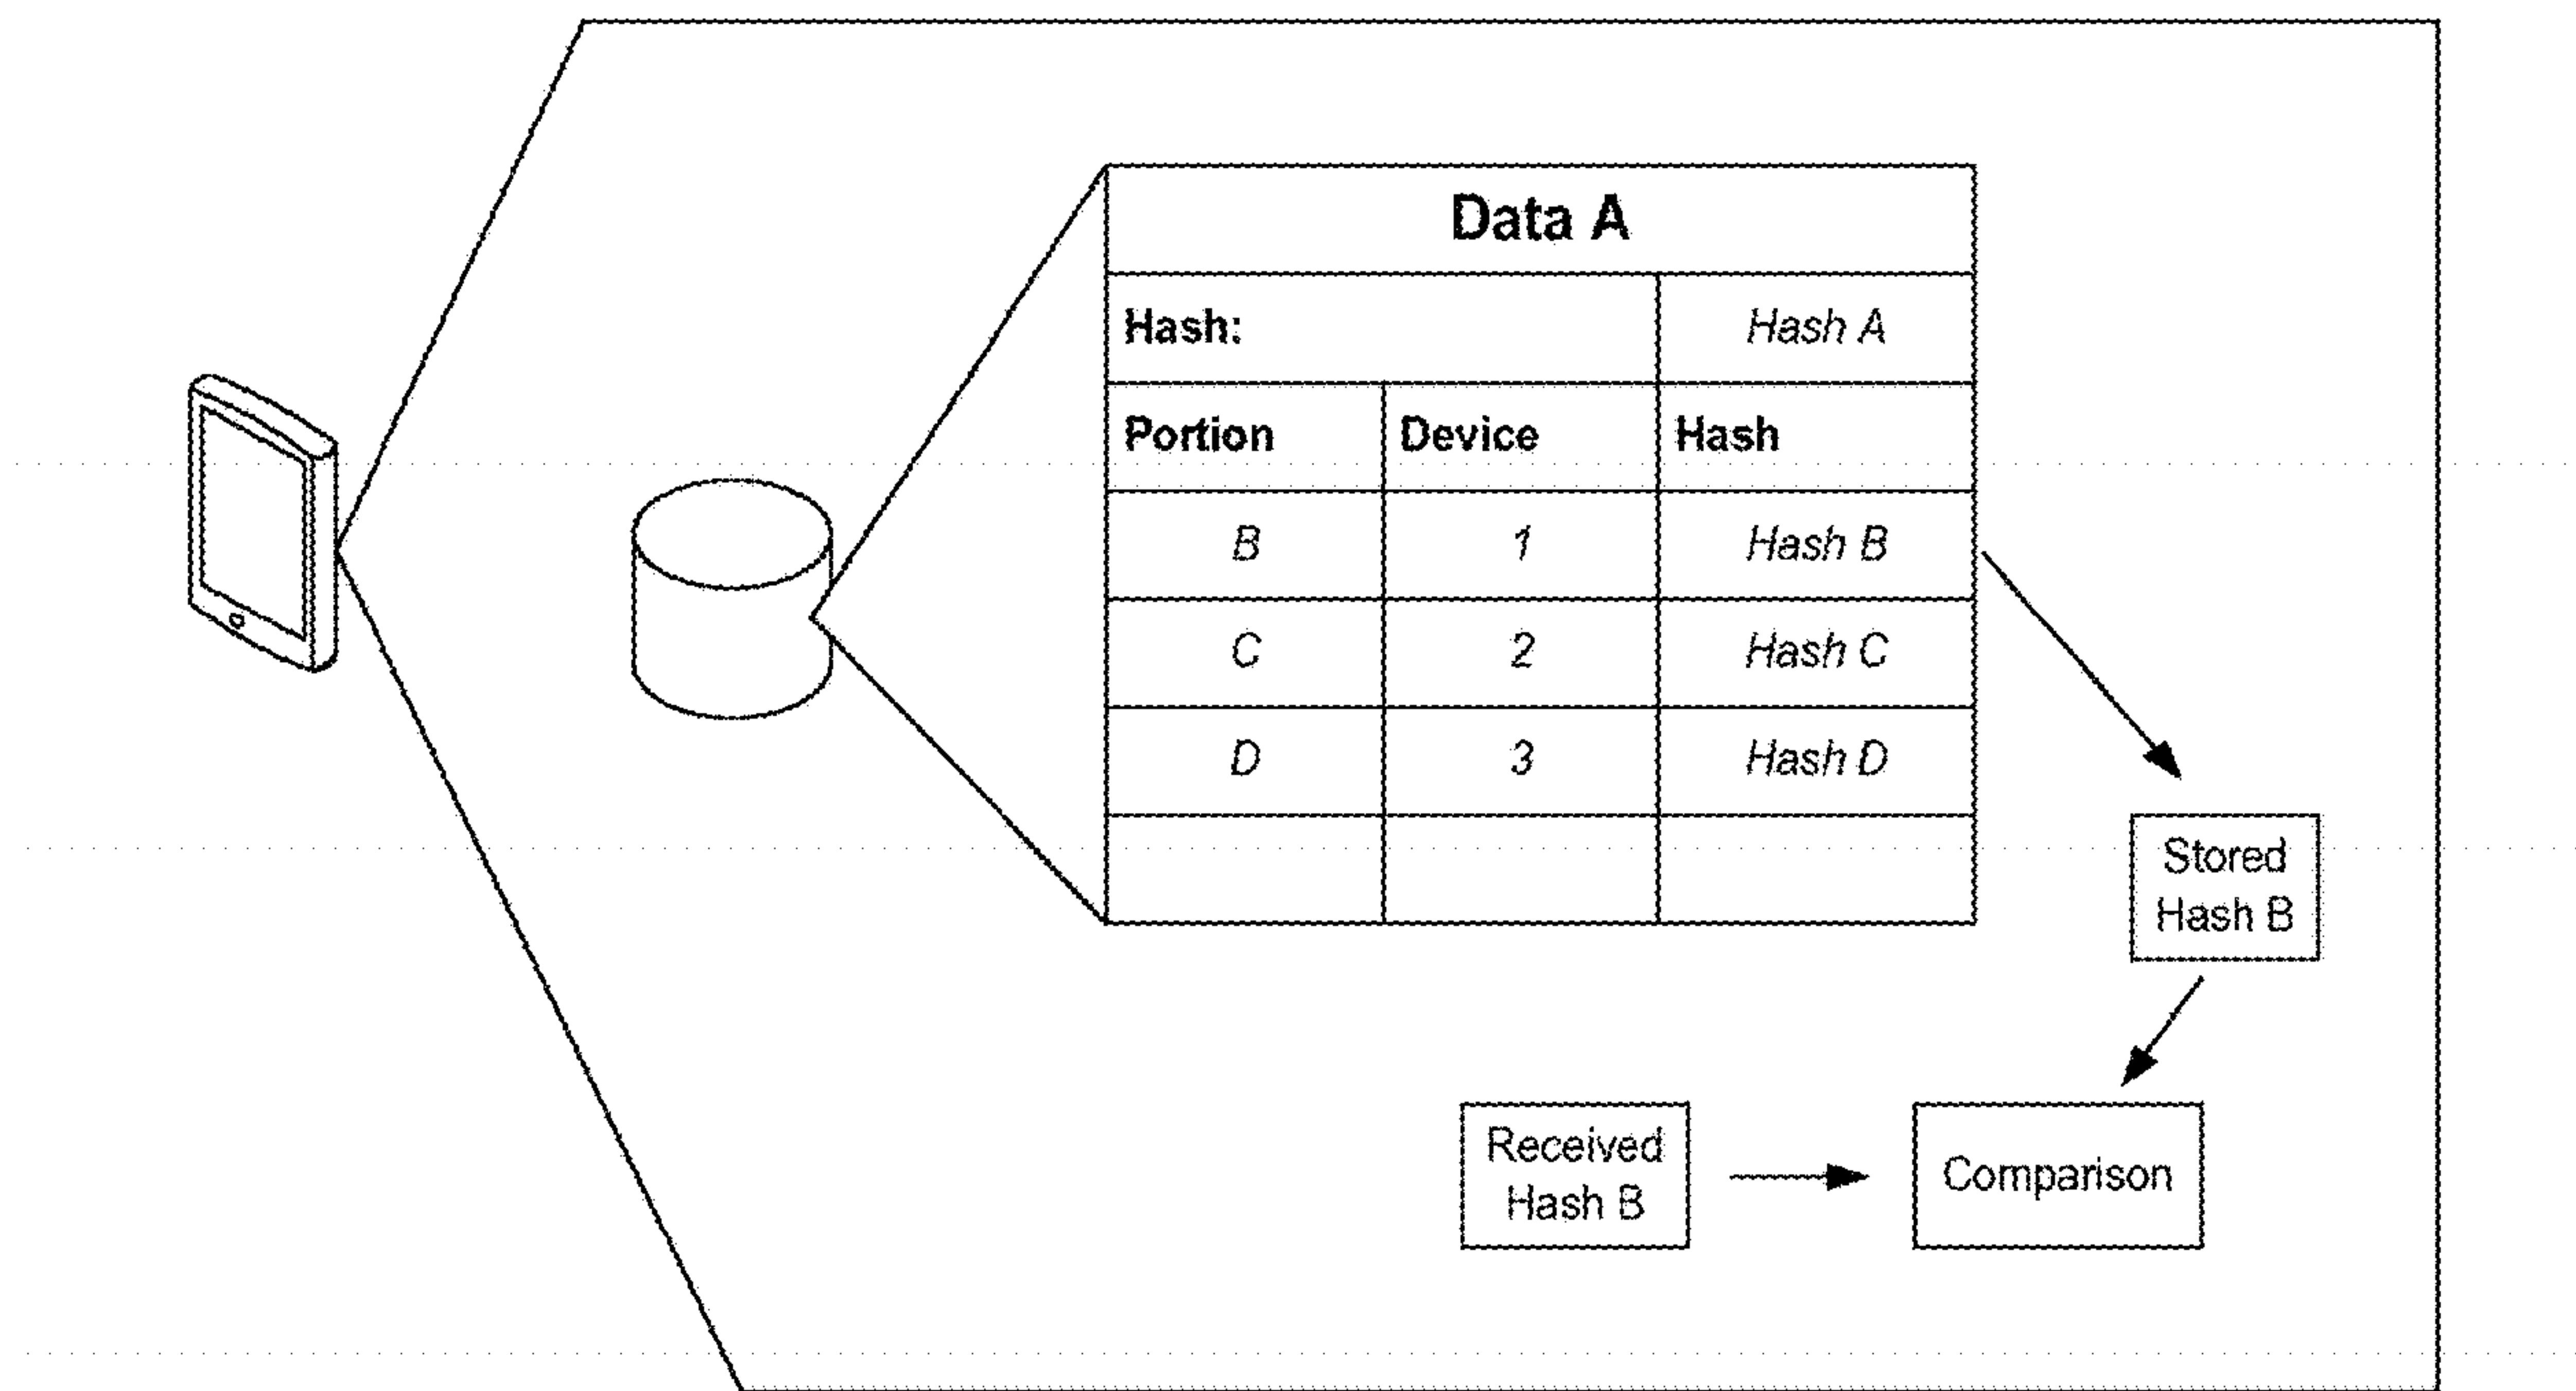 Data A
Hash: Hash A
Portion Device Hash
B 1 Hash B
C 2 Hash C
D 3 Hash D
Stored
Hash B
Received
Hash B
Comparison